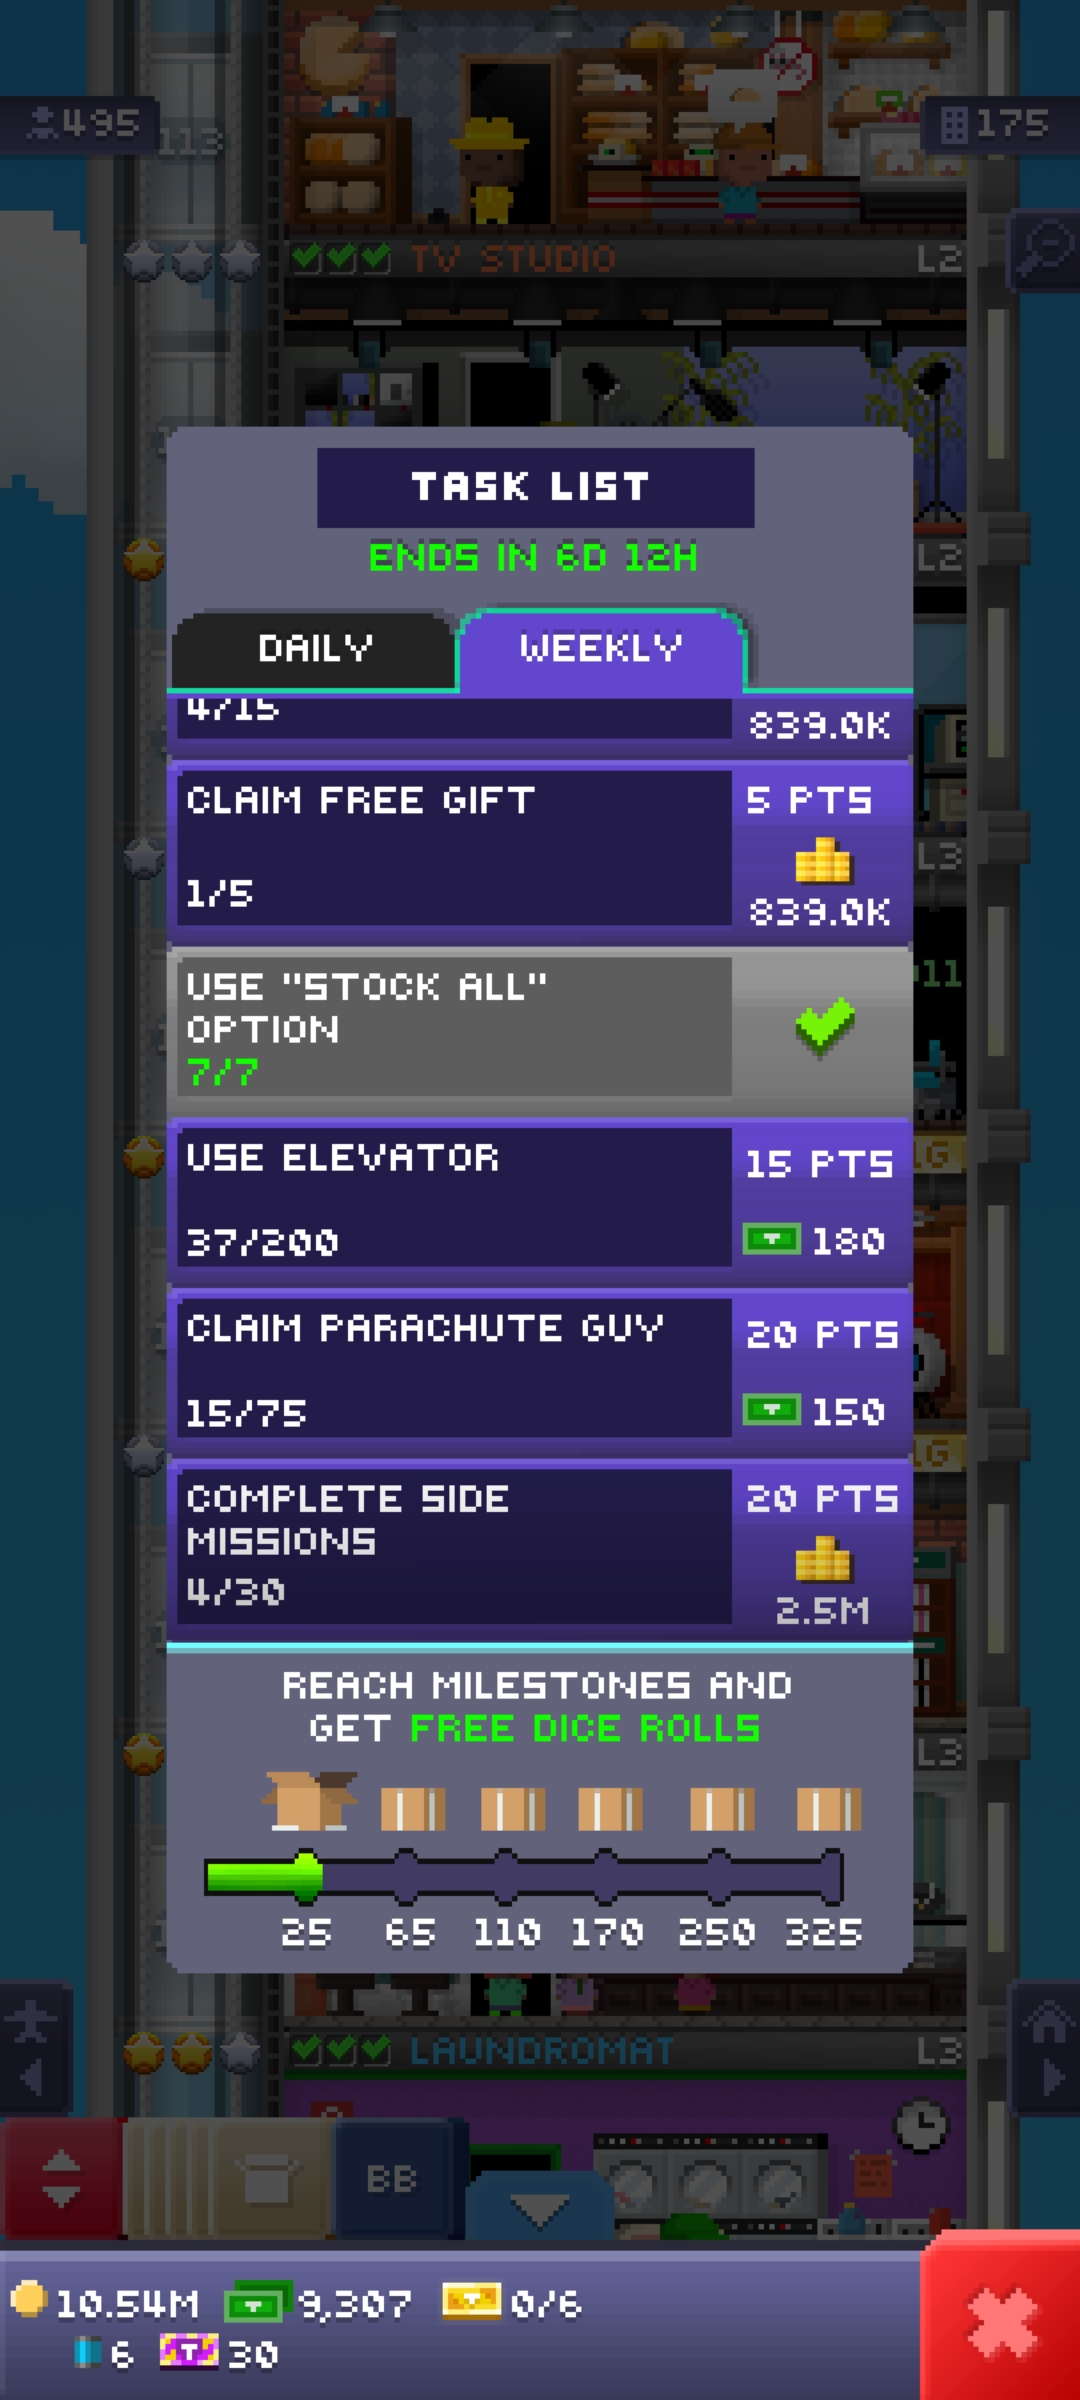 495
113
175
TV STUDIO
L2
L2
TASK LIST
ENDS IN 6D 12H
DAILY
WEEKLY
4/15
839.0K
CLAIM FREE GIFT
5 PTS
1/5
839.0K
L3
USE "STOCK ALL"
OPTION
7/7
USE ELEVATOR
15 PTS
37/200
180
CLAIM PARACHUTE GUY
20 PTS
15/75
150
COMPLETE SIDE
20 PTS
MISSIONS
4/30
2.5M
REACH MILESTONES AND
GET FREE DICE ROLLS
L3
25 65 110 170 250 325
LAUNDROMAT
L3
BB
10.54M 9,307 0/6
6 30